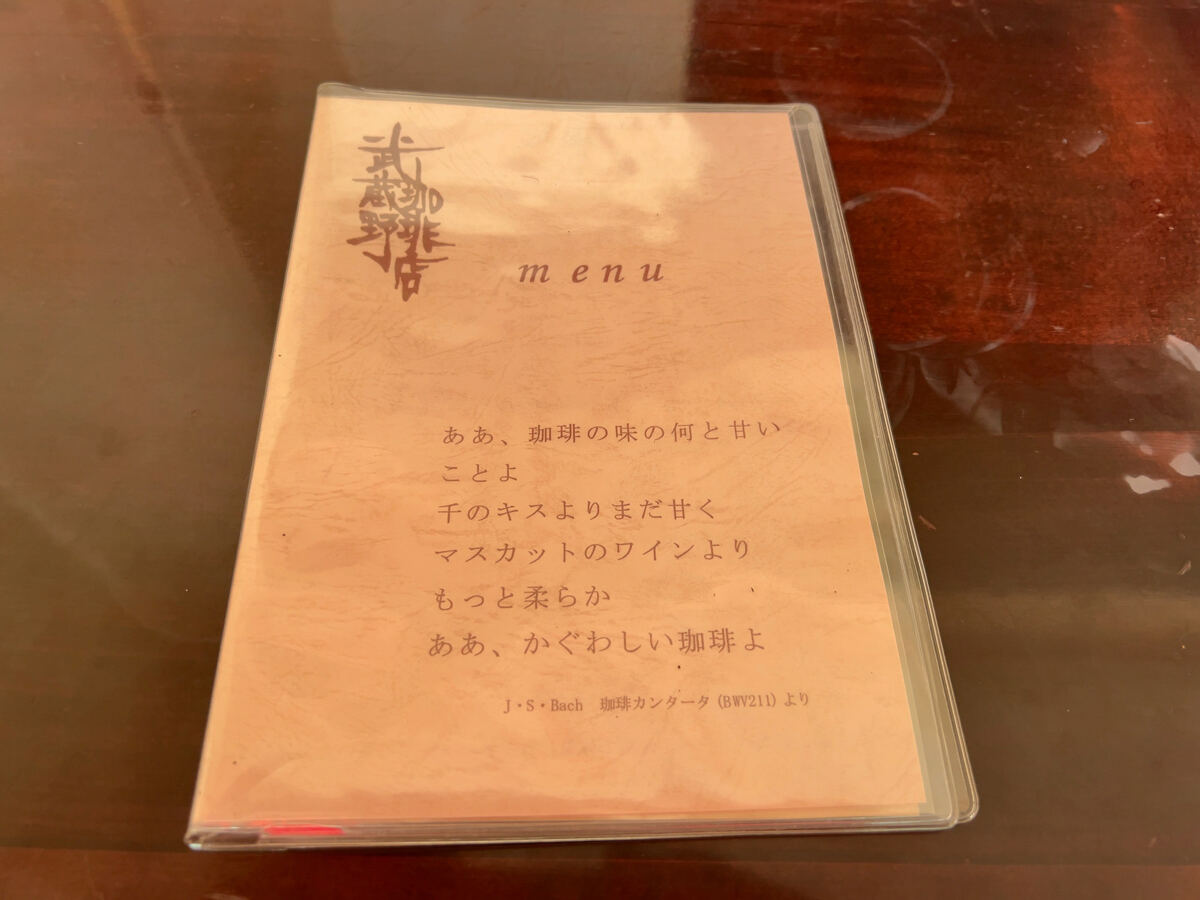 武蔵野
珈琲店
menu
ああ、珈琲の味の何と甘い
ことよ
千のキスよりまだ甘く
マスカットのワインより
もっと柔らか
ああ、かぐわしい珈琲よ
J・S・Bach 珈琲カンタータ(BWV211)より